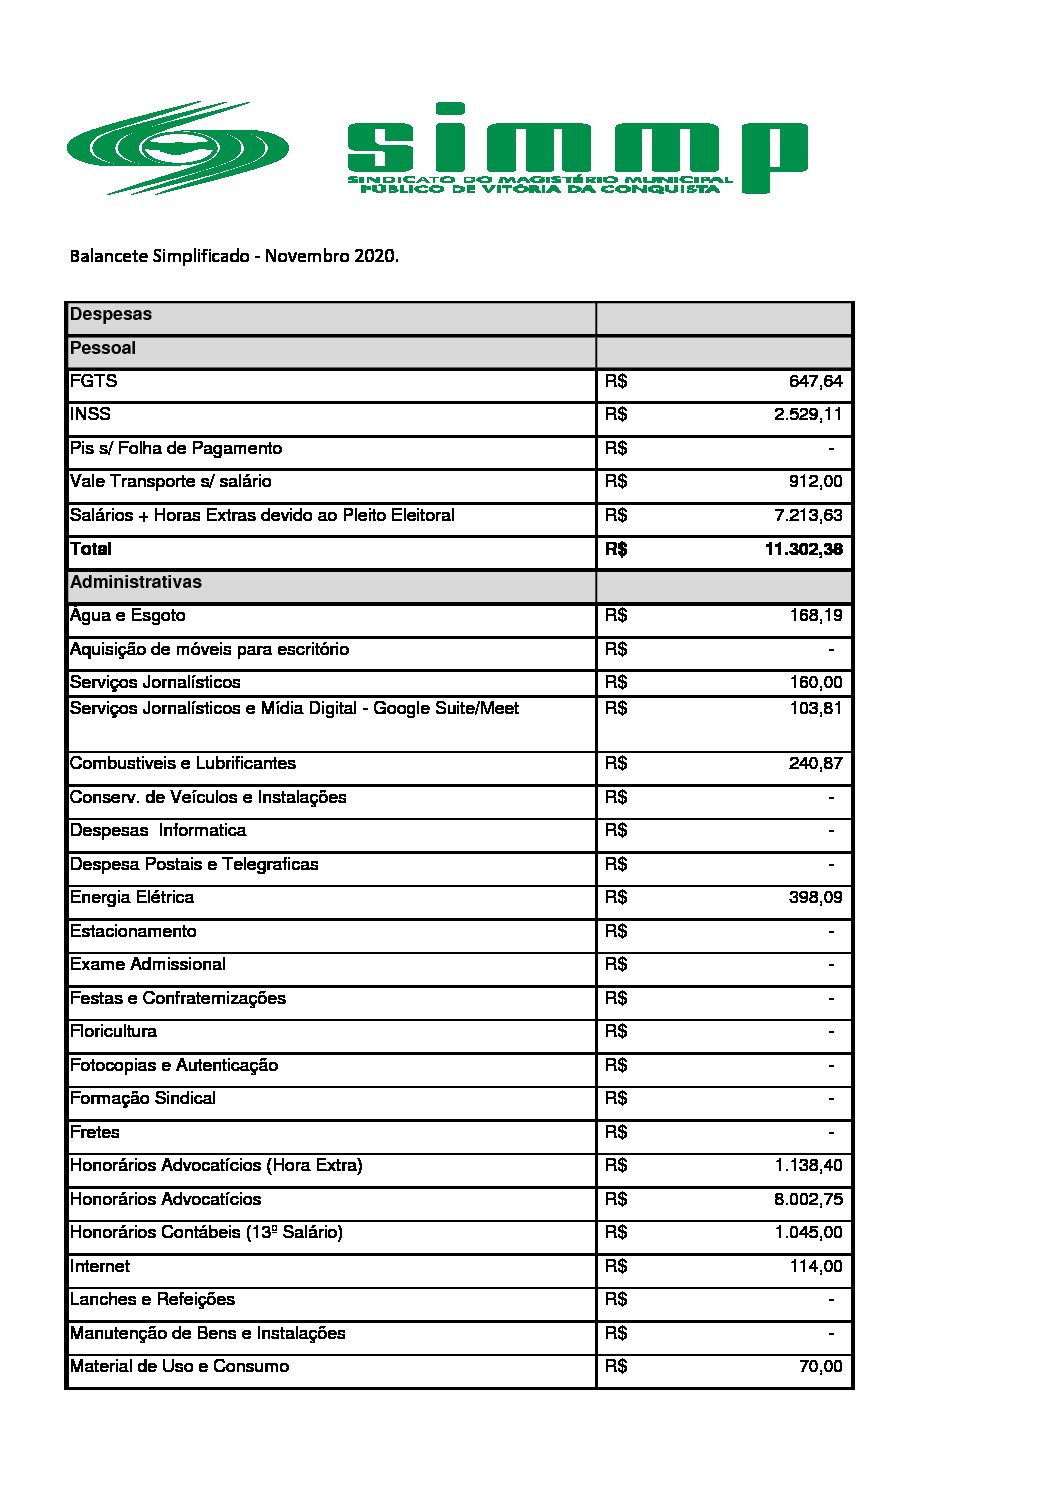 simmp
SINDICATO DO MAGISTÉRIO MUNICIPAL
PÚBLICO DE VITÓRIA DA CONQUISTA
Balancete Simplificado - Novembro 2020.
Despesas
Pessoal
FGTS R$ 647,64
INSS R$ 2.529,11
Pis s/ Folha de Pagamento R$ -
Vale Transporte s/ salário R$ 912,00
Salários + Horas Extras devido ao Pleito Eleitoral R$ 7.213,63
Total R$ 11.302,38
Administrativas
Água e Esgoto R$ 168,19
Aquisição de móveis para escritório R$ -
Serviços Jornalísticos R$ 160,00
Serviços Jornalísticos e Mídia Digital - Google Suite/Meet R$ 103,81
Combustiveis e Lubrificantes R$ 240,87
Conserv. de Veículos e Instalações R$ -
Despesas  Informatica R$ -
Despesa Postais e Telegraficas R$ -
Energia Elétrica R$ 398,09
Estacionamento R$ -
Exame Admissional R$ -
Festas e Confraternizações R$ -
Floricultura R$ -
Fotocopias e Autenticação R$ -
Formação Sindical R$ -
Fretes R$ -
Honorários Advocatícios (Hora Extra) R$ 1.138,40
Honorários Advocatícios R$ 8.002,75
Honorários Contábeis (13º Salário) R$ 1.045,00
Internet R$ 114,00
Lanches e Refeições R$ -
Manutenção de Bens e Instalações R$ -
Material de Uso e Consumo R$ 70,00